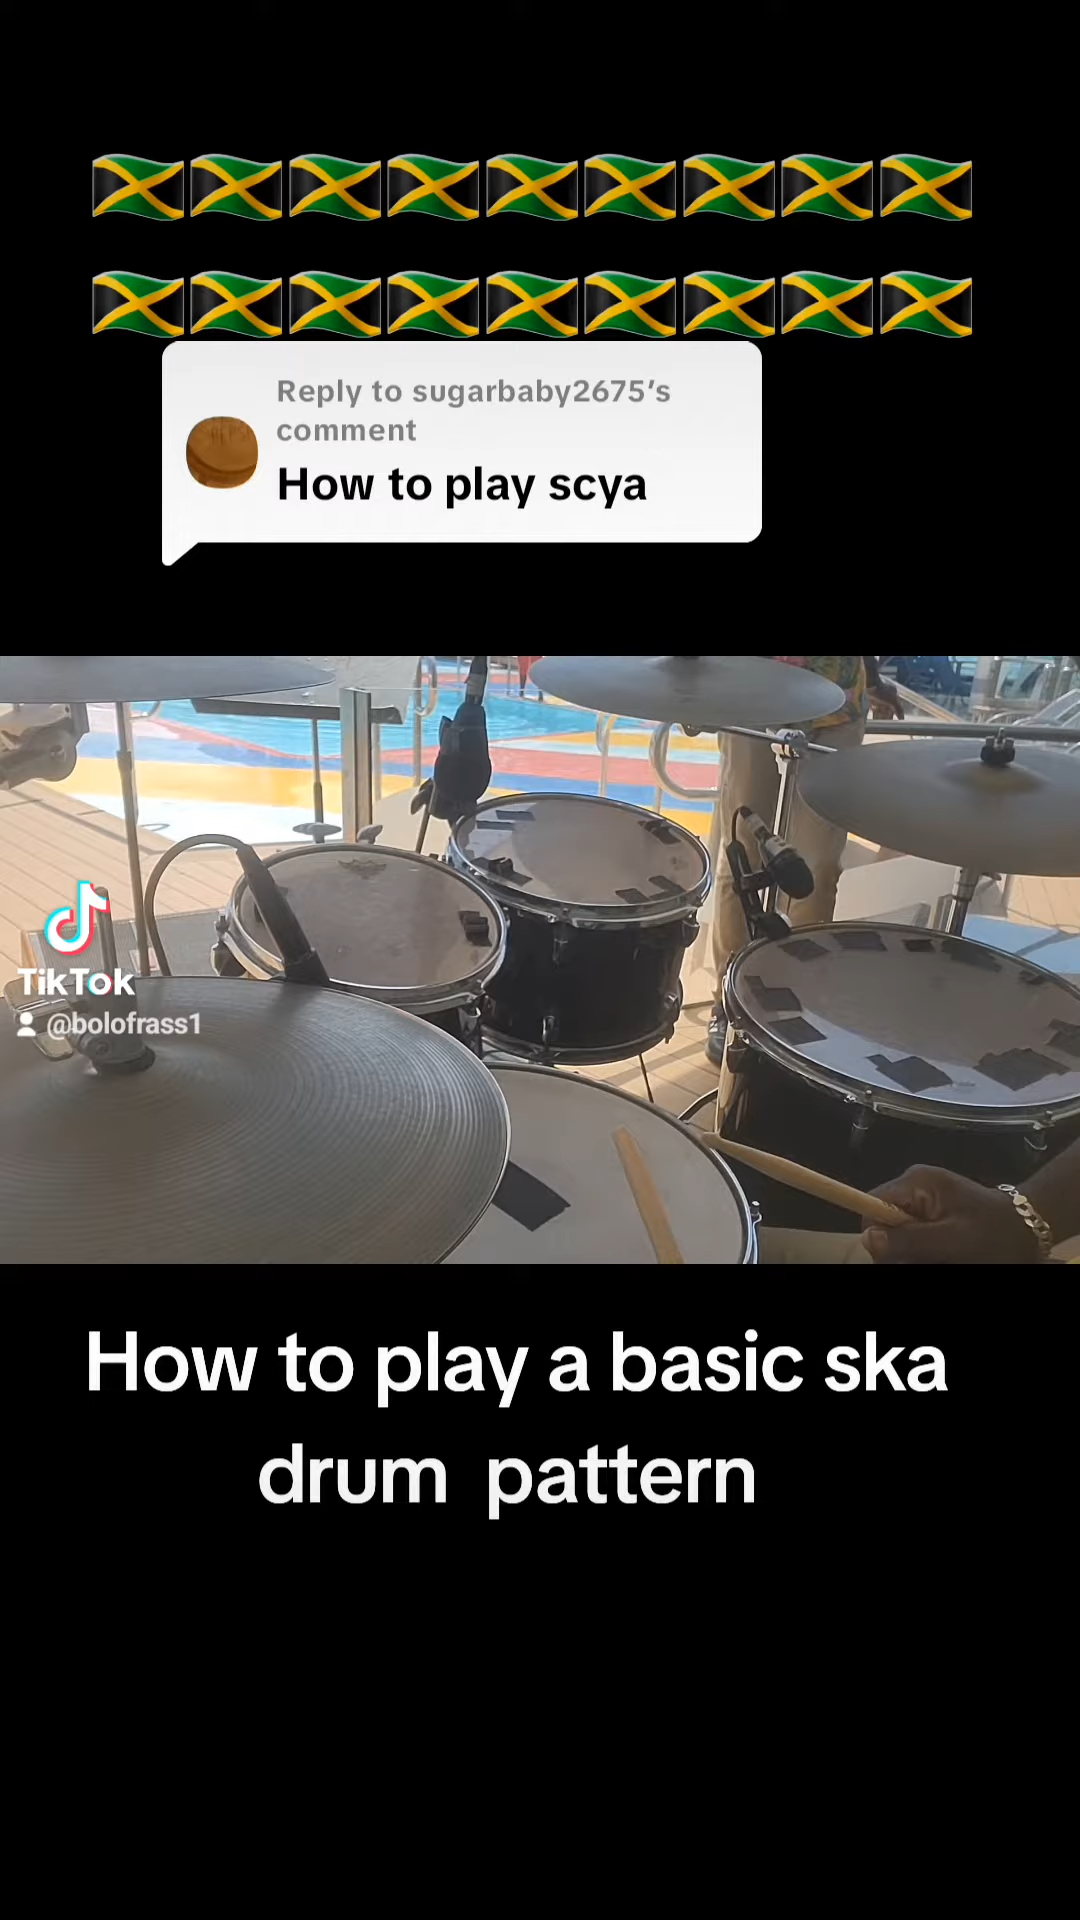 Reply to sugarbaby2675's
comment
How to play scya
TikTok
@bolofrass1
How to play a basic ska
drum pattern